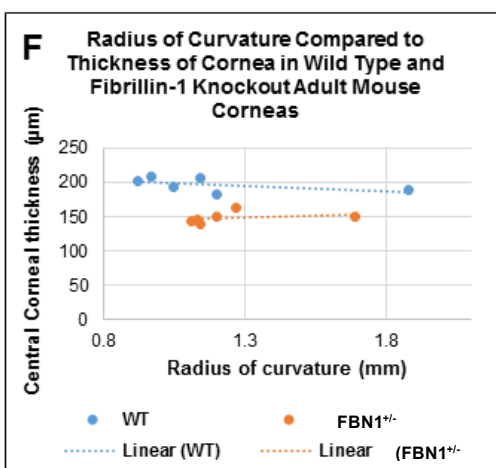 F
Radius of Curvature Compared to
Thickness of Cornea in Wild Type and
Fibrillin-1 Knockout Adult Mouse
Corneas
Central Corneal thickness (µm)
250
200
150
100
50
0
0.8 1.3 1.8
Radius of curvature (mm)
WT FBN1+/-
Linear (WT) Linear (FBN1+/-